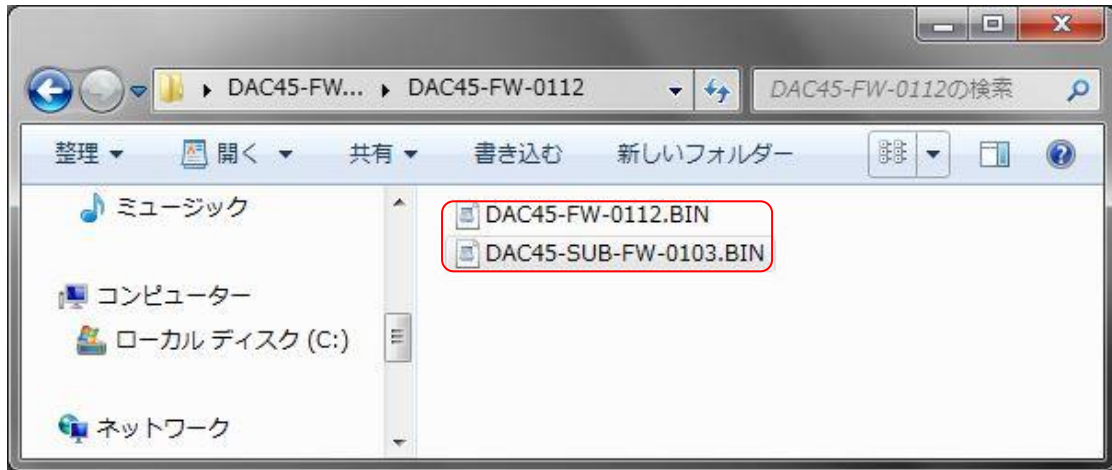 DAC45-FW... DAC45-FW-0112 DAC45-FW-0112の検索
整理 開く 共有 書き込む 新しいフォルダー
ミュージック
コンピューター
ローカル ディスク (C:)
ネットワーク
DAC45-FW-0112.BIN
DAC45-SUB-FW-0103.BIN